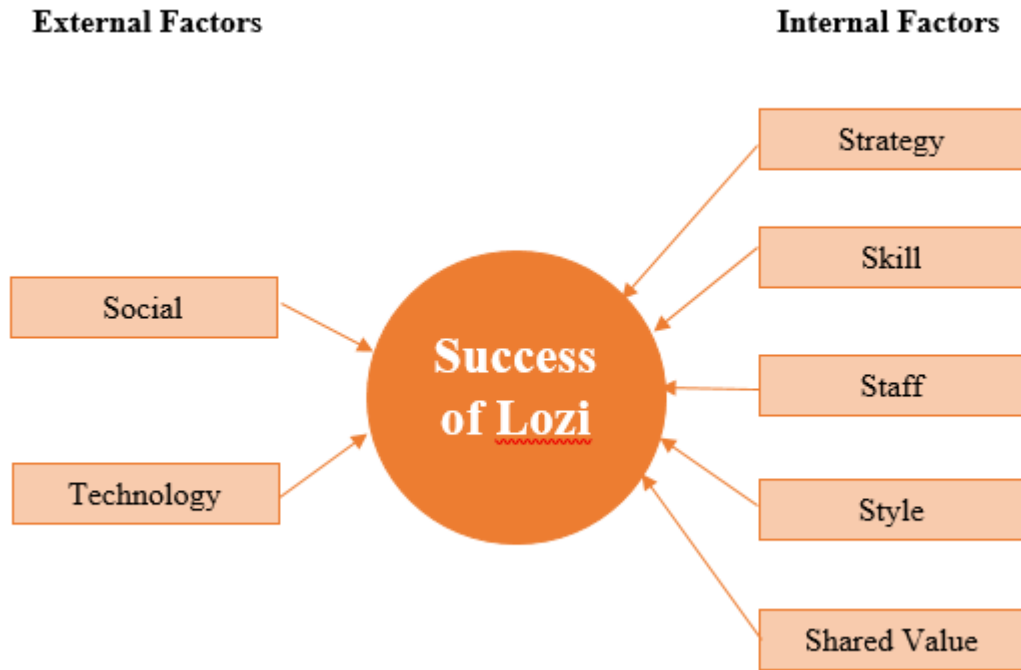 External Factors
Internal Factors
Strategy
Skill
Social
Success
of Lozi
Staff
Technology
Style
Shared Value